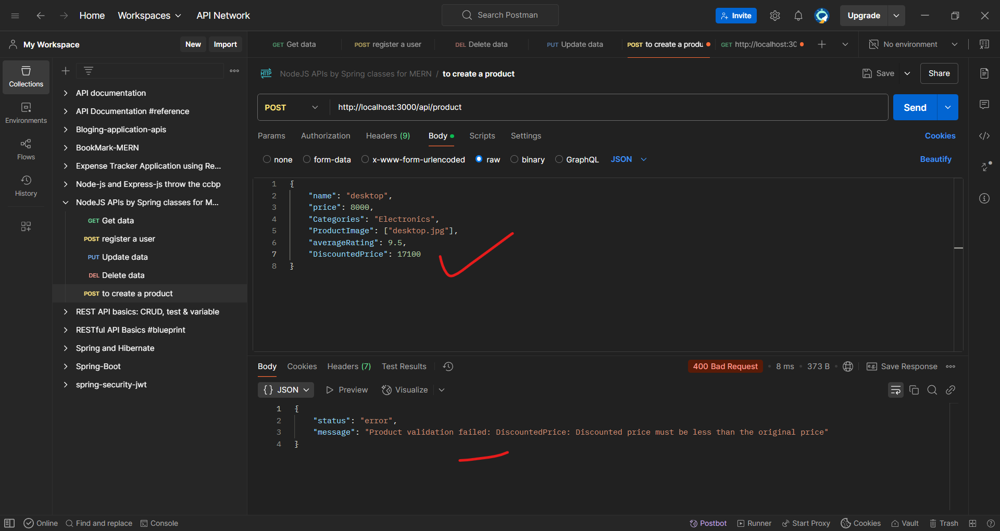 Home Workspaces API Network Search Postman Invite Upgrade
My Workspace New Import GET Get data POST register a user DEL Delete data PUT Update data POST to create a produ GET http://localhost:30 No environment
Collections
Environments
Flows
History
API documentation
API Documentation #reference
Bloging-application-apis
BookMark-MERN
Expense Tracker Application using Re...
Node-js and Express-js throw the ccbp
NodeJS APIs by Spring classes for M...
GET Get data
POST register a user
PUT Update data
DEL Delete data
POST to create a product
REST API basics: CRUD, test & variable
RESTful API Basics #blueprint
Spring and Hibernate
Spring-Boot
spring-security-jwt
HTTP NodeJS APIs by Spring classes for MERN / to create a product Save Share
POST http://localhost:3000/api/product Send
Params Authorization Headers (9) Body Scripts Settings Cookies
none form-data x-www-form-urlencoded raw binary GraphQL JSON Beautify
1 {
2 "name": "desktop",
3 "price": 8000,
4 "Categories": "Electronics",
5 "ProductImage": ["desktop.jpg"],
6 "averageRating": 9.5,
7 "DiscountedPrice": 17100
8 }
Body Cookies Headers (7) Test Results 400 Bad Request 8 ms 373 B e.g. Save Response
{} JSON Preview Visualize
1 {
2 "status": "error",
3 "message": "Product validation failed: DiscountedPrice: Discounted price must be less than the original price"
4 }
Online Find and replace Console Postbot Runner Start Proxy Cookies Vault Trash